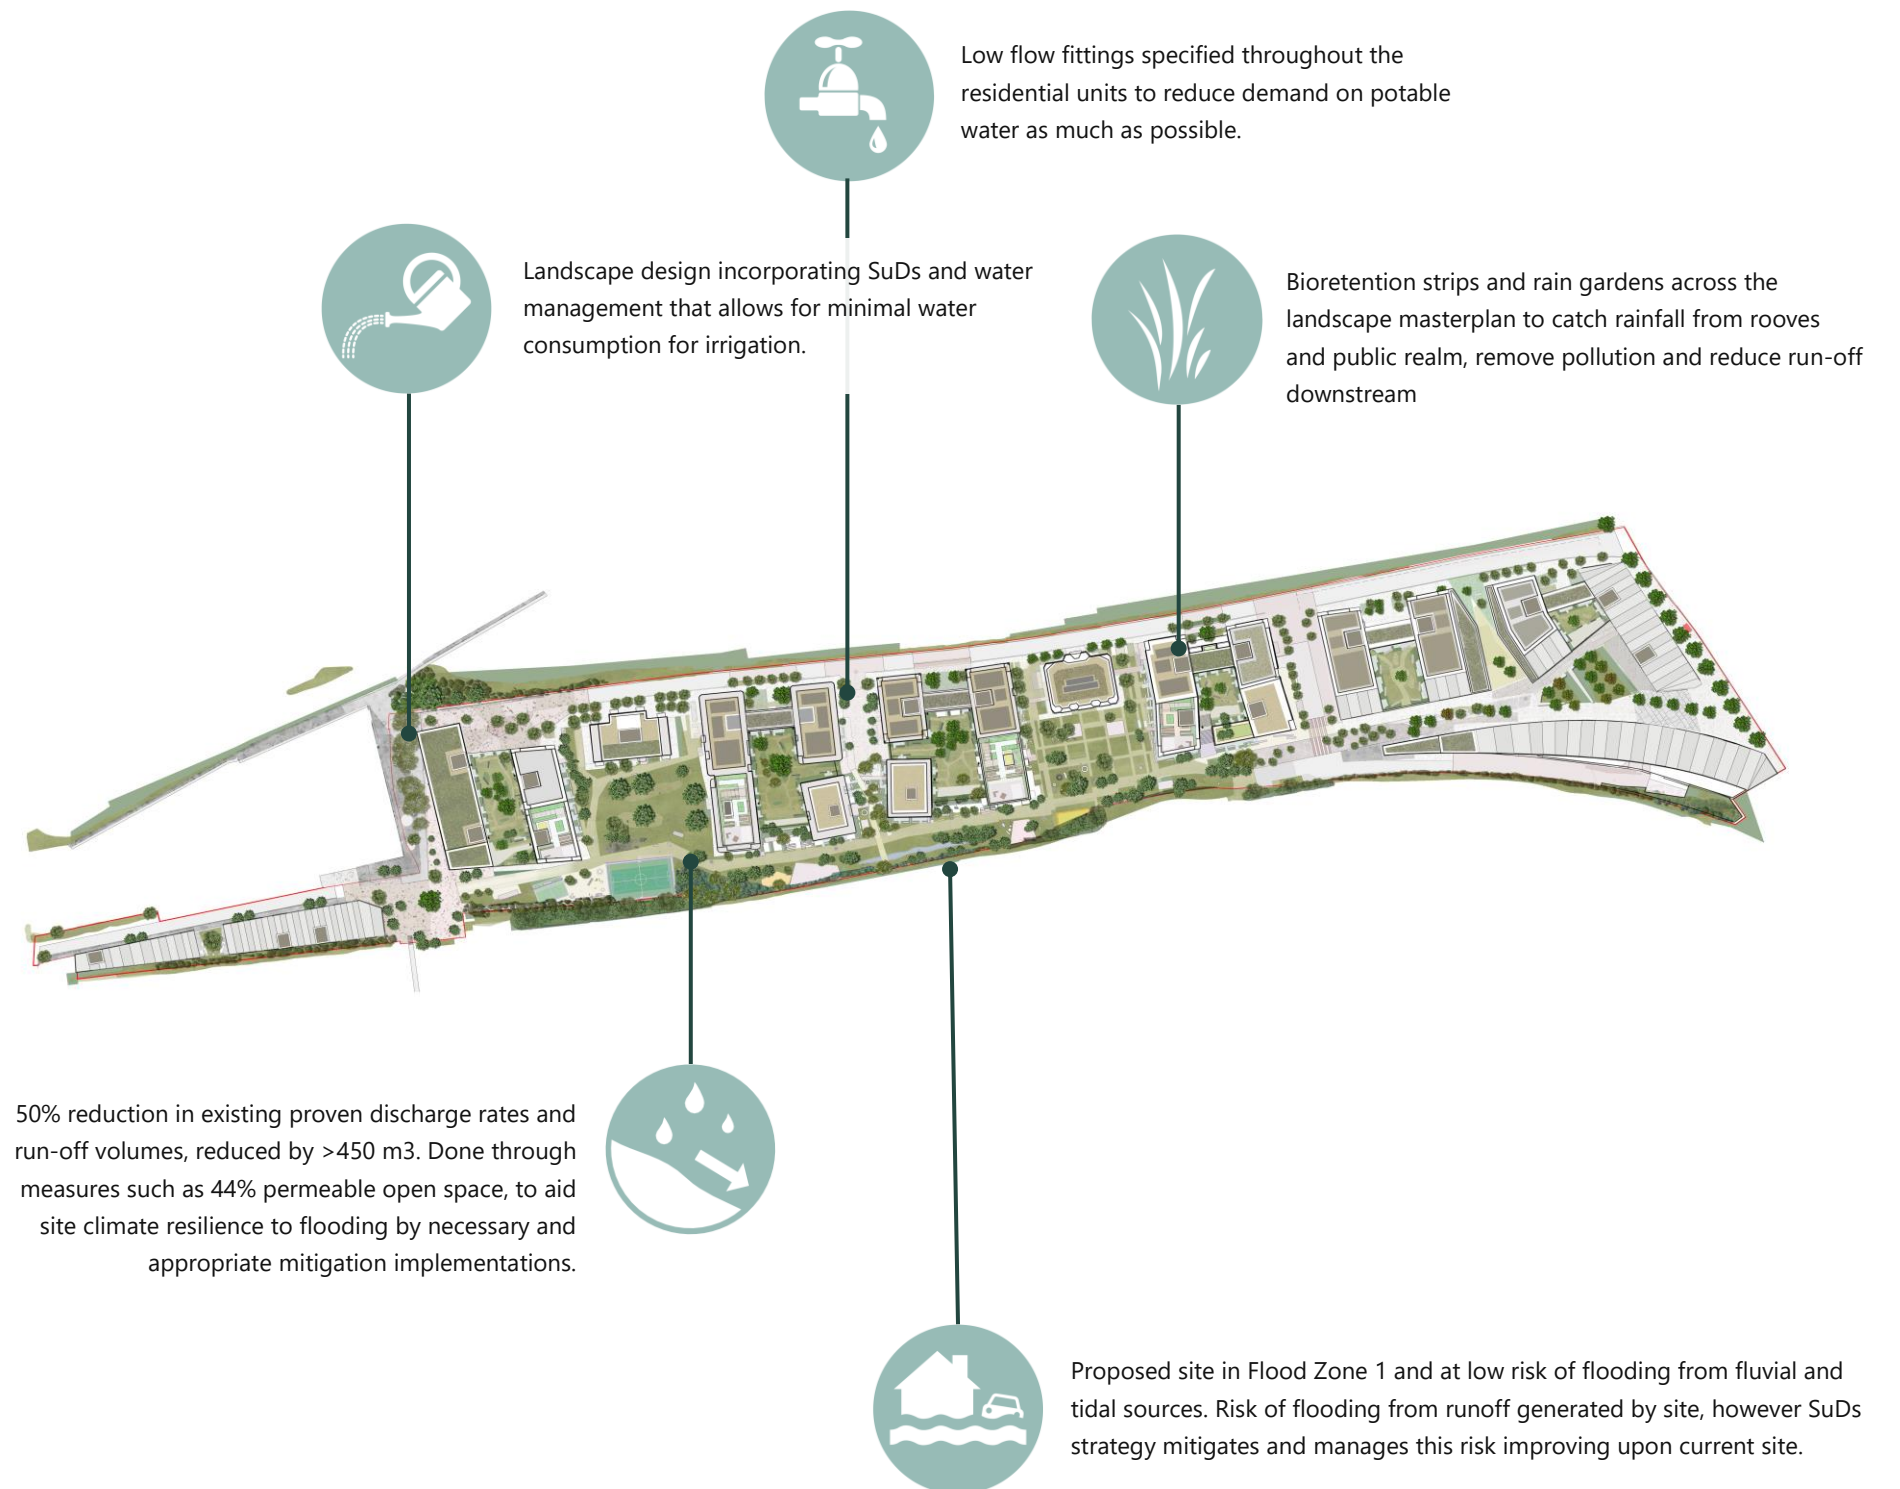 Low flow fittings specified throughout the
residential units to reduce demand on potable
water as much as possible.
Landscape design incorporating SuDs and water
management that allows for minimal water
consumption for irrigation.
Bioretention strips and rain gardens across the
landscape masterplan to catch rainfall from rooves
and public realm, remove pollution and reduce run-off
downstream
50% reduction in existing proven discharge rates and
run-off volumes, reduced by >450 m3. Done through
measures such as 44% permeable open space, to aid
site climate resilience to flooding by necessary and
appropriate mitigation implementations.
Proposed site in Flood Zone 1 and at low risk of flooding from fluvial and
tidal sources. Risk of flooding from runoff generated by site, however SuDs
strategy mitigates and manages this risk improving upon current site.